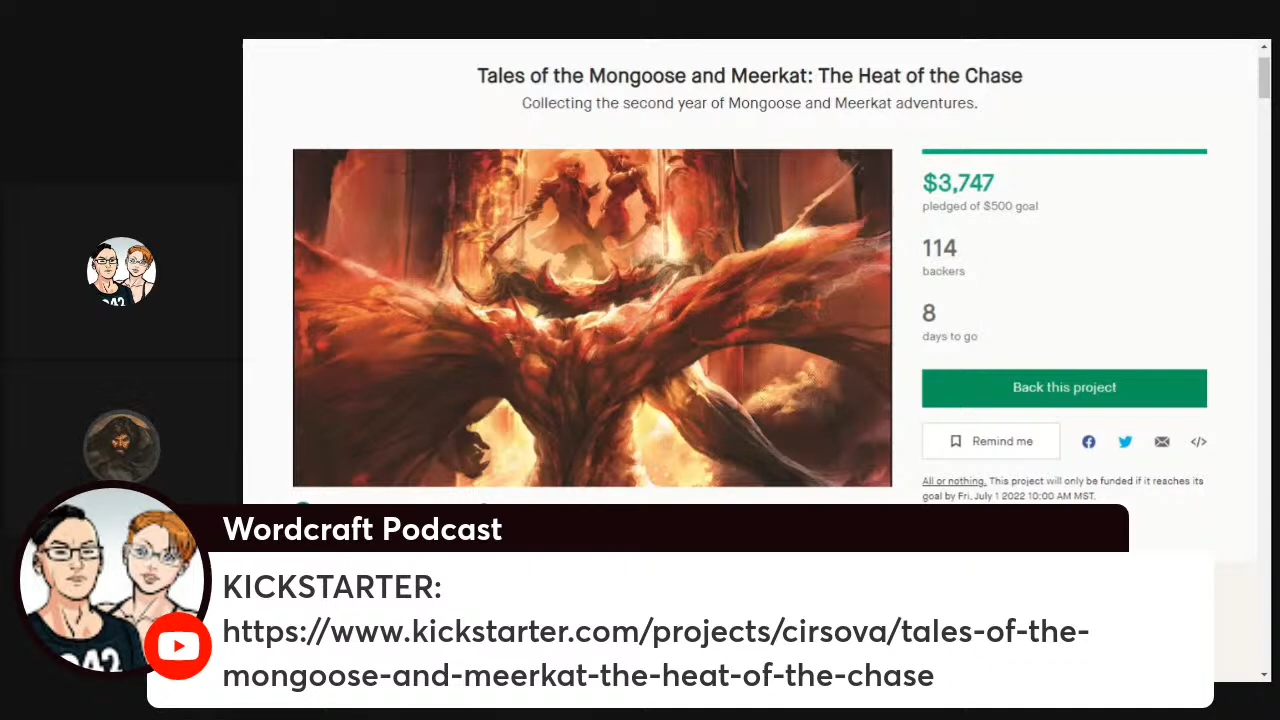 Tales of the Mongoose and Meerkat: The Heat of the Chase
Collecting the second year of Mongoose and Meerkat adventures.
$3,747
pledged of $500 goal
114
backers
8
days to go
Back this project
Remind me
</>
All or nothing. This project will only be funded if it reaches its
goal by Fri, July 1 2022 10:00 AM MST.
Wordcraft Podcast
KICKSTARTER:
https://www.kickstarter.com/projects/cirsova/tales-of-the-
mongoose-and-meerkat-the-heat-of-the-chase